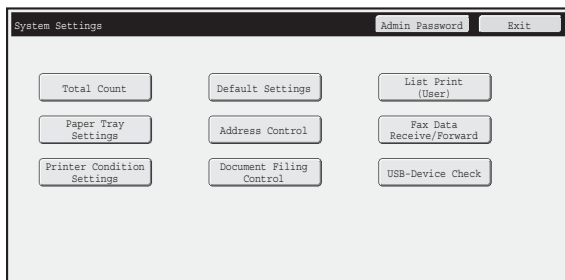 System Settings
Admin Password
Exit
Total Count
Default Settings
List Print
(User)
Paper Tray
Settings
Address Control
Fax Data
Receive/Forward
Printer Condition
Settings
Document Filing
Control
USB-Device Check